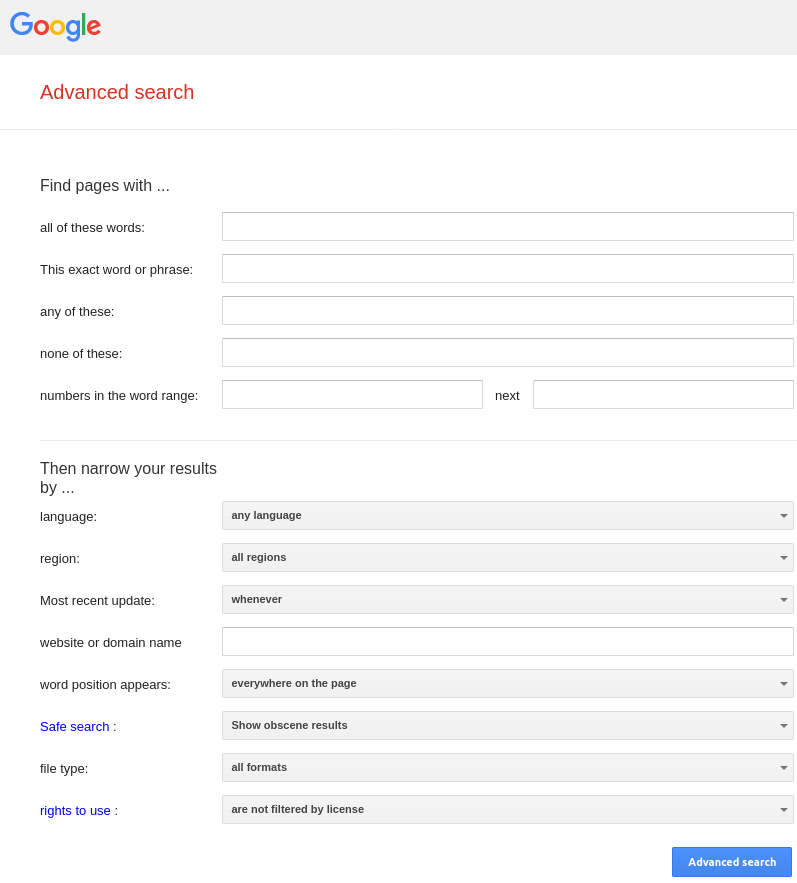 Google
Advanced search
Find pages with ...
all of these words:
This exact word or phrase:
any of these:
none of these:
numbers in the word range: next
Then narrow your results
by ...
language: any language
region: all regions
Most recent update: whenever
website or domain name
word position appears: everywhere on the page
Safe search : Show obscene results
file type: all formats
rights to use : are not filtered by license
Advanced search